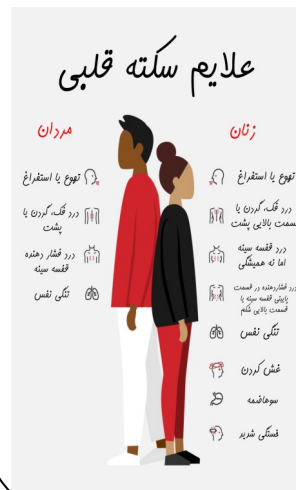 علایم سکته قلبی
زنان
تهوع یا استفراغ
درد فک، گردن یا
قسمت بالایی پشت
درد قفسه سینه
اما نه همیشگی
درد فشاردهنده در قسمت
پایینی قفسه سینه یا
قسمت بالایی شکم
تنگی نفس
غش کردن
سوهاضمه
خستگی شدید
مردان
تهوع یا استفراغ
درد فک، گردن یا
پشت
درد فشار دهنده
قفسه سینه
تنگی نفس